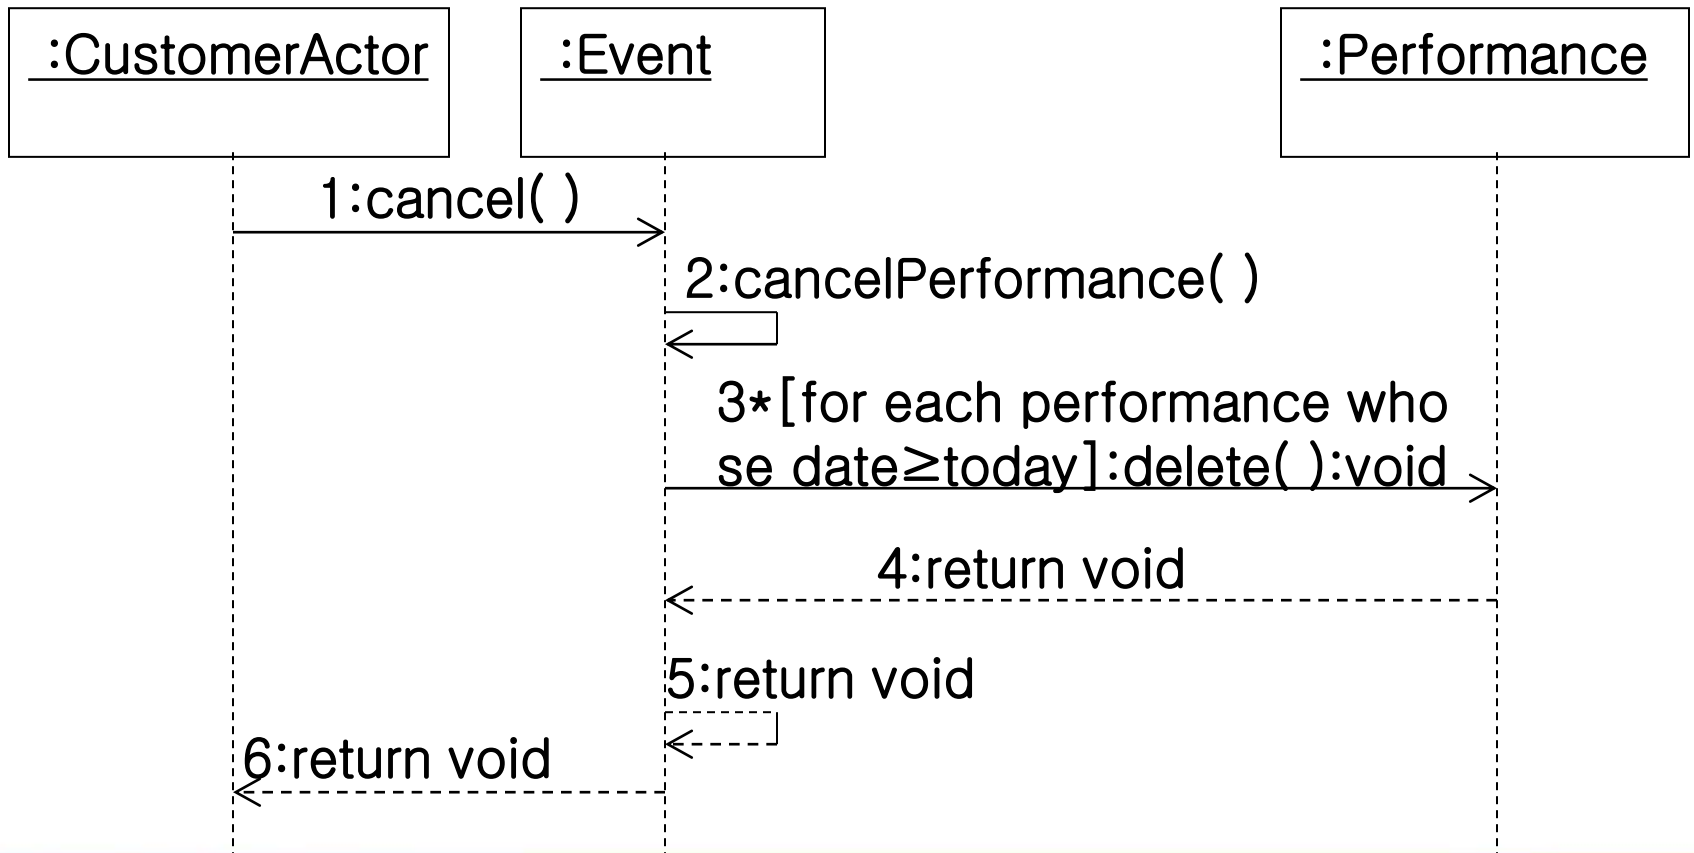 :CustomerActor
:Event
:Performance
1:cancel( )
2:cancelPerformance( )
3*[for each performance who
se date≥today]:delete( ):void
4:return void
5:return void
6:return void